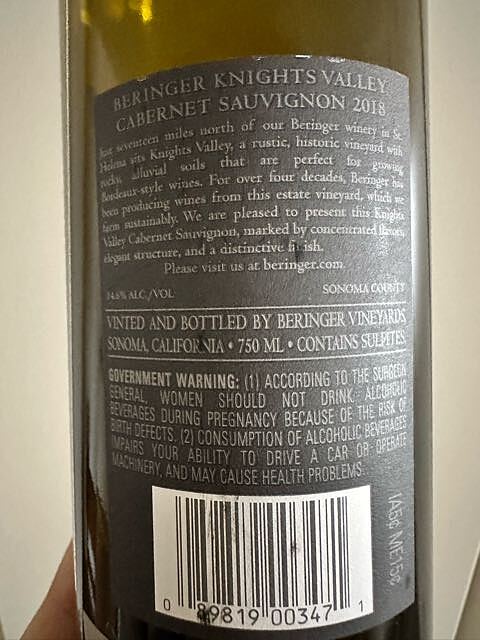 BERINGER KNIGHTS VALLEY
CABERNET SAUVIGNON 2018
Just seventeen miles north of our Beringer winery in St.
Helena sits Knights Valley, a rustic, historic vineyard with
rocky, alluvial soils that are perfect for growing
Bordeaux-style wines. For over four decades, Beringer has
been producing wines from this estate vineyard, which we
farm sustainably. We are pleased to present this Knights
Valley Cabernet Sauvignon, marked by concentrated flavors,
elegant structure, and a distinctive finish.
Please visit us at beringer.com.
14.6% ALC./VOL SONOMA COUNTY
VINTED AND BOTTLED BY BERINGER VINEYARDS
SONOMA, CALIFORNIA • 750 ML • CONTAINS SULFITES
GOVERNMENT WARNING: (1) ACCORDING TO THE SURGEON
GENERAL, WOMEN SHOULD NOT DRINK ALCOHOLIC
BEVERAGES DURING PREGNANCY BECAUSE OF THE RISK OF
BIRTH DEFECTS. (2) CONSUMPTION OF ALCOHOLIC BEVERAGES
IMPAIRS YOUR ABILITY TO DRIVE A CAR OR OPERATE
MACHINERY, AND MAY CAUSE HEALTH PROBLEMS.
IA5¢ ME15¢
0 89819 00347 1